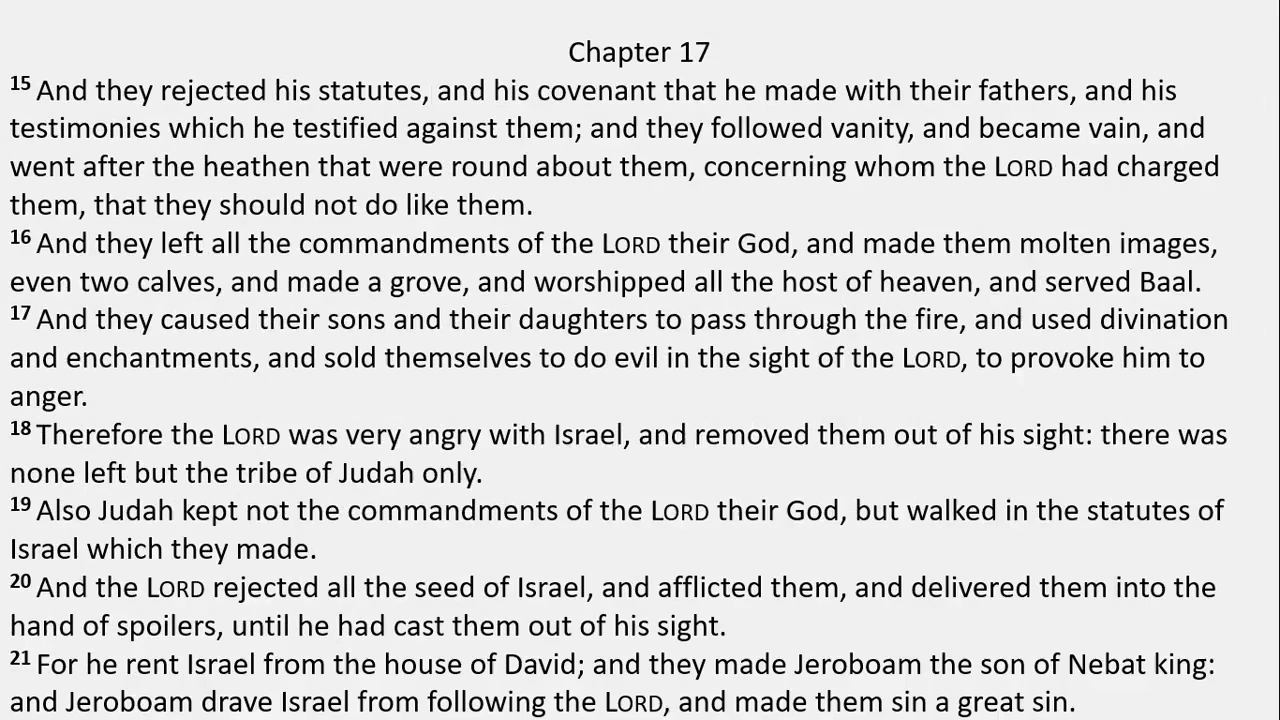 Chapter 17
15 And they rejected his statutes, and his covenant that he made with their fathers, and his
testimonies which he testified against them; and they followed vanity, and became vain, and
went after the heathen that were round about them, concerning whom the LORD had charged
them, that they should not do like them.
16 And they left all the commandments of the LORD their God, and made them molten images,
even two calves, and made a grove, and worshipped all the host of heaven, and served Baal.
17 And they caused their sons and their daughters to pass through the fire, and used divination
and enchantments, and sold themselves to do evil in the sight of the LORD, to provoke him to
anger.
18 Therefore the LORD was very angry with Israel, and removed them out of his sight: there was
none left but the tribe of Judah only.
19 Also Judah kept not the commandments of the LORD their God, but walked in the statutes of
Israel which they made.
20 And the LORD rejected all the seed of Israel, and afflicted them, and delivered them into the
hand of spoilers, until he had cast them out of his sight.
21 For he rent Israel from the house of David; and they made Jeroboam the son of Nebat king:
and Jeroboam drave Israel from following the LORD, and made them sin a great sin.